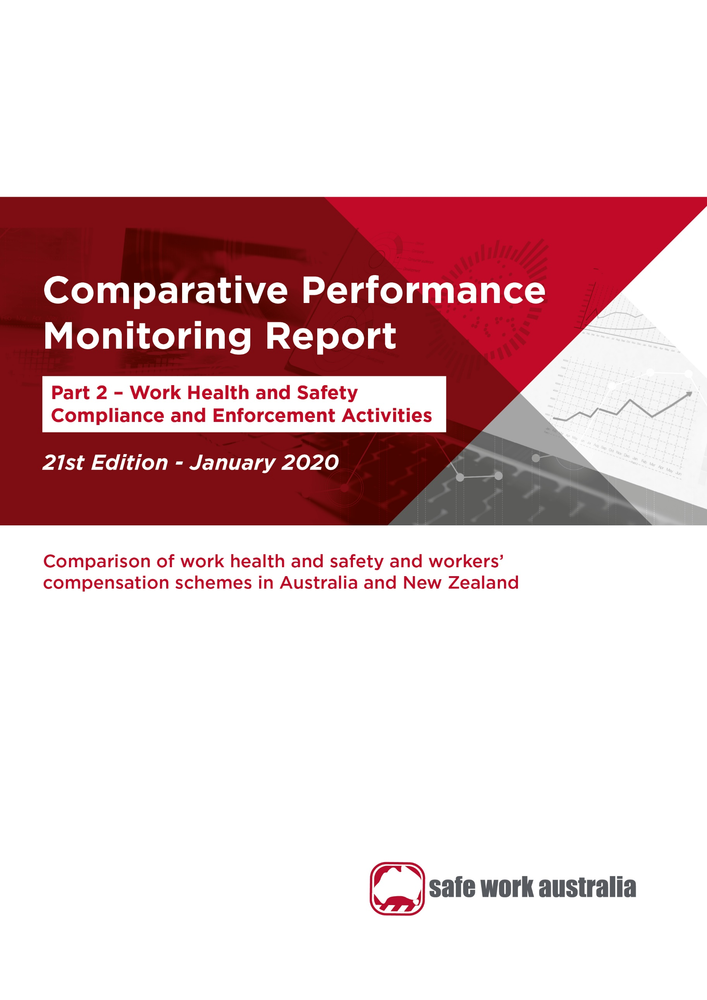 Comparative Performance
Monitoring Report
Part 2 – Work Health and Safety
Compliance and Enforcement Activities
21st Edition - January 2020
Comparison of work health and safety and workers’
compensation schemes in Australia and New Zealand
safe work australia